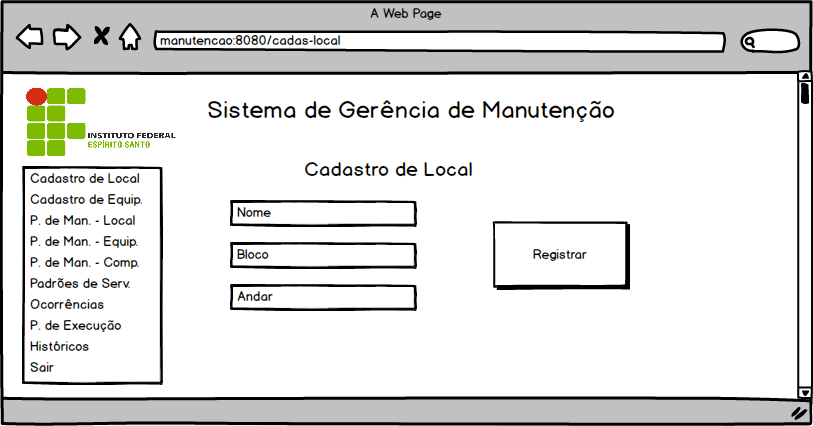 A Web Page
manutencao:8080/cadas-local
INSTITUTO FEDERAL
ESPÍRITO SANTO
Sistema de Gerência de Manutenção
Cadastro de Local
Cadastro de Equip.
P. de Man. - Local
P. de Man. - Equip.
P. de Man. - Comp.
Padrões de Serv.
Ocorrências
P. de Execução
Históricos
Sair
Cadastro de Local
Nome
Bloco
Andar
Registrar